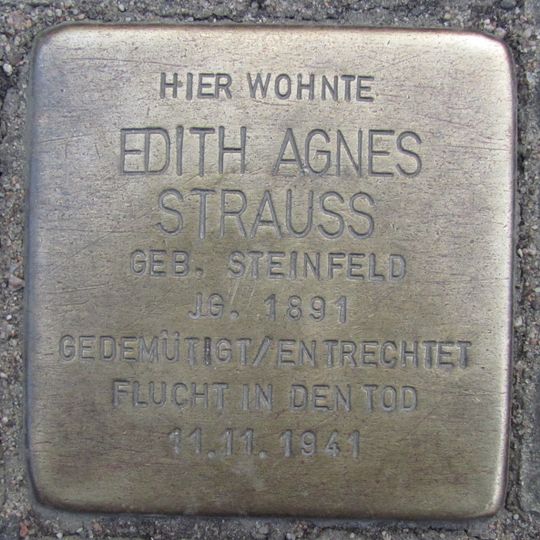 HIER WOHNTE
EDITH AGNES
STRAUSS
GEB. STEINFELD
JG. 1891
GEDEMÜTIGT/ENTRECHTET
FLUCHT IN DEN TOD
11.11.1941